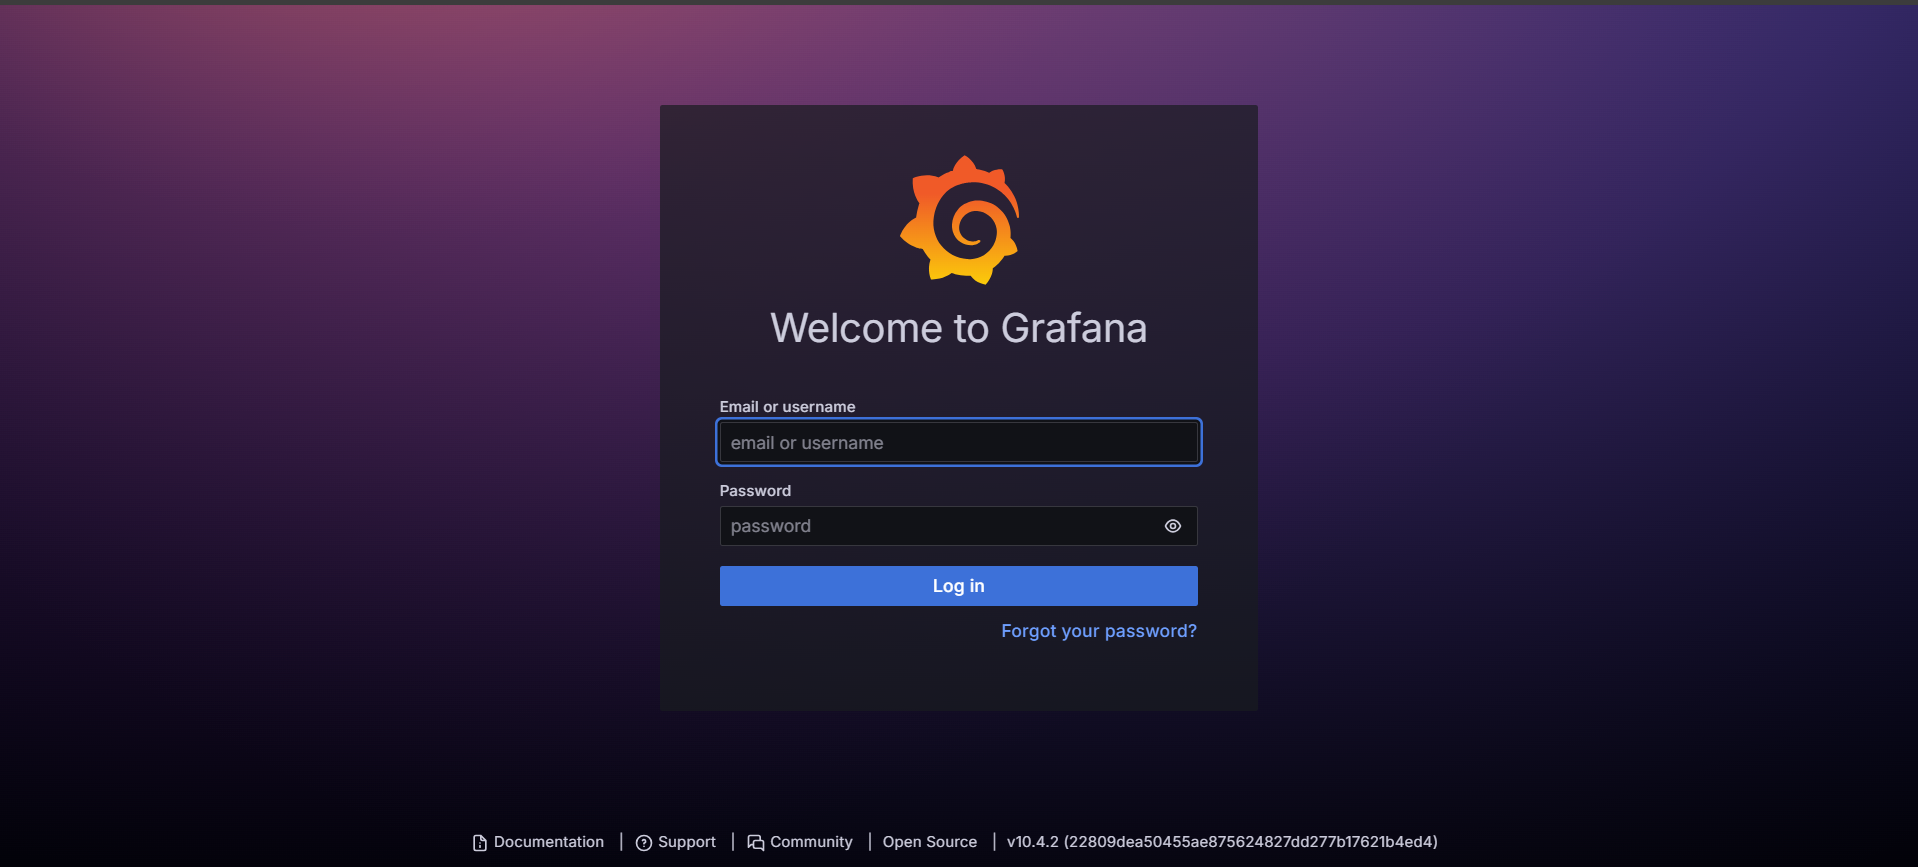 Welcome to Grafana
Email or username
email or username
Password
password
Log in
Forgot your password?
Documentation | Support | Community | Open Source | v10.4.2 (22809dea50455ae875624827dd277b17621b4ed4)